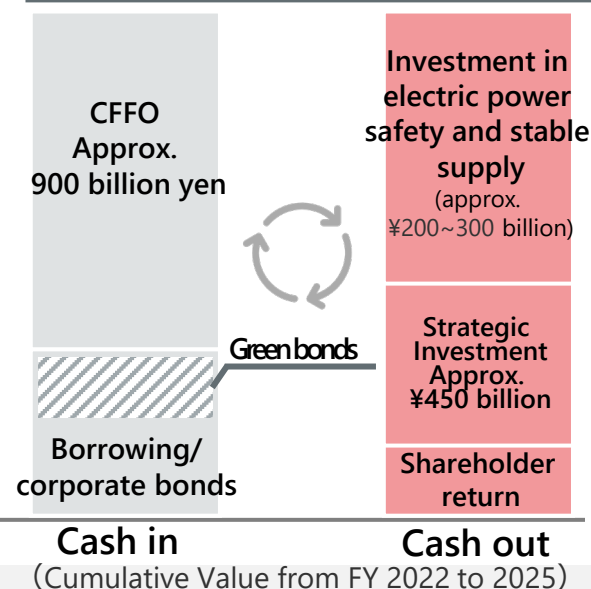 CFFO
Approx.
900 billion yen
Borrowing/
corporate bonds
Green bonds
Investment in
electric power
safety and stable
supply
(approx.
¥200~300 billion)
Strategic
Investment
Approx.
¥450 billion
Shareholder
return
Cash in
Cash out
（Cumulative Value from FY 2022 to 2025）